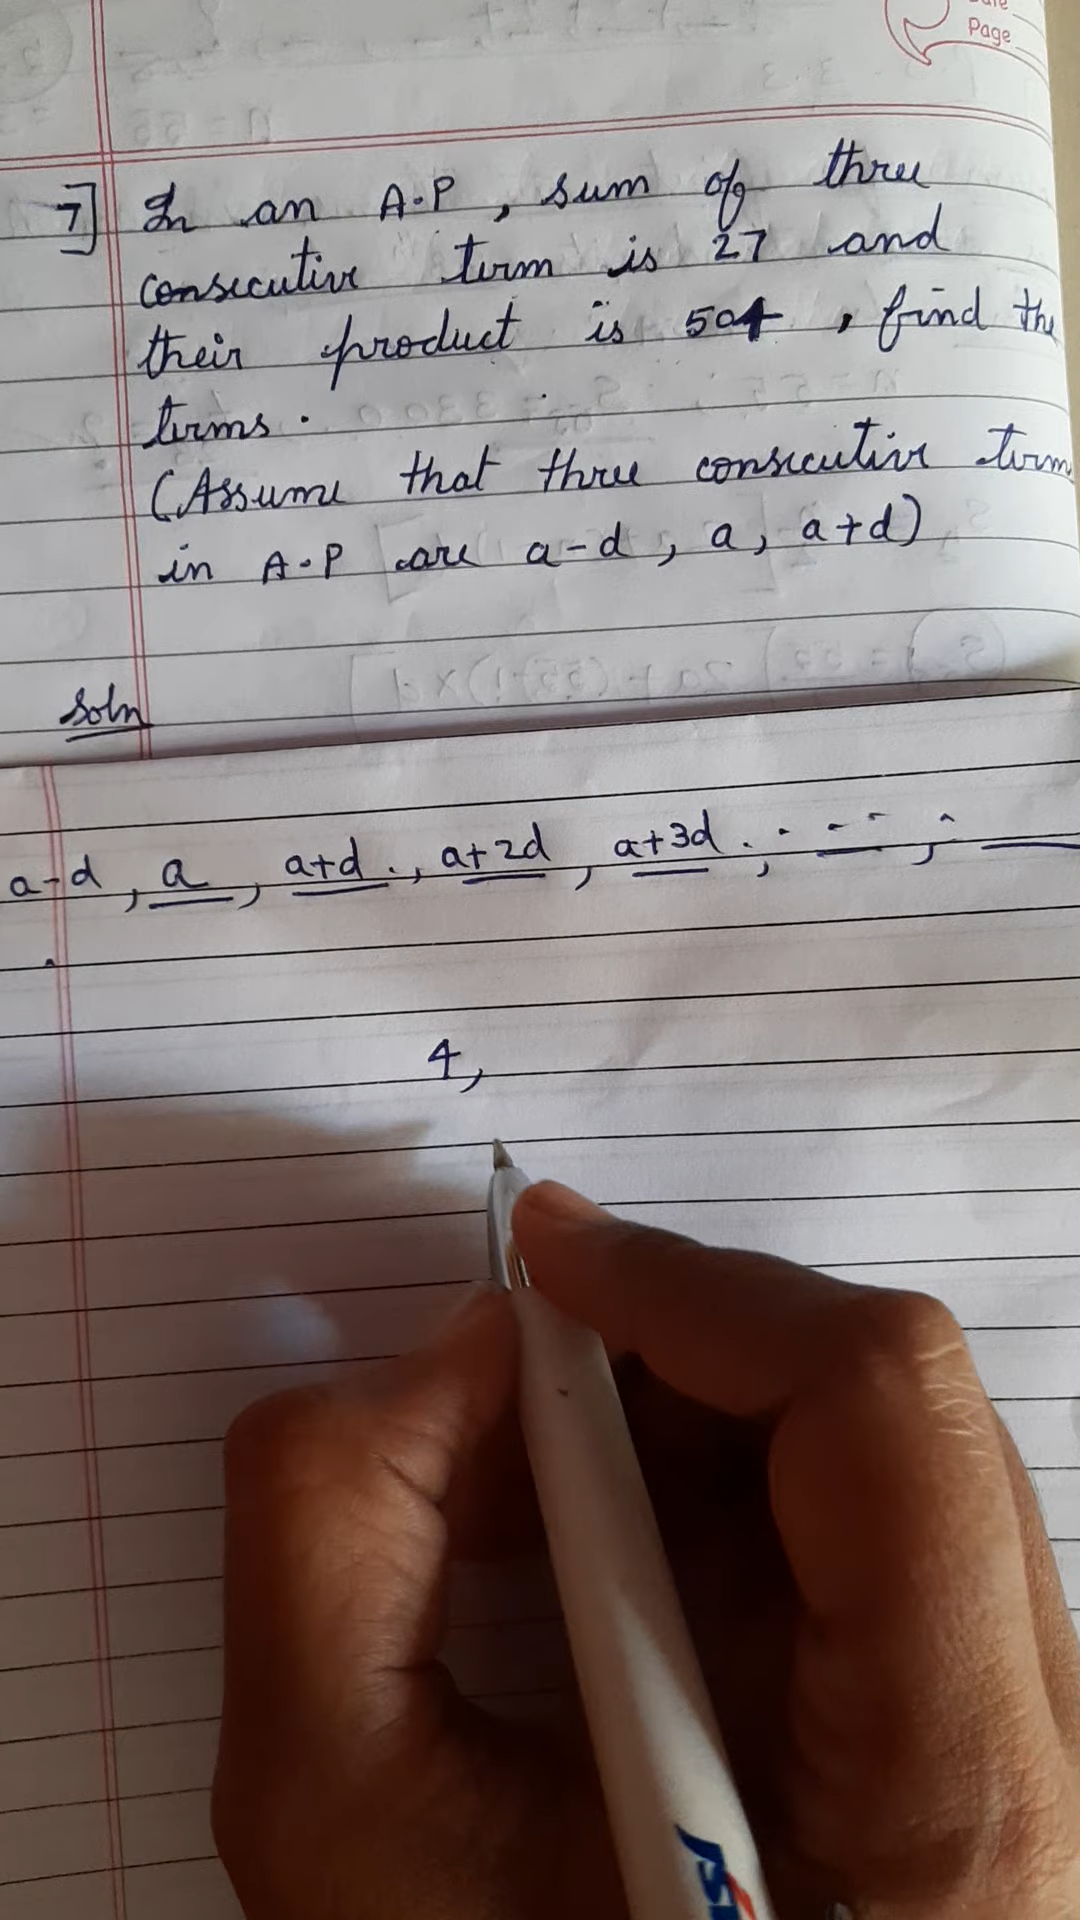 Page
7] In an A.P, sum of three
consecutive term is 27 and
their product is 504, find the
terms.
(Assume that three consecutive term
in A.P are a-d, a, a+d)
Soln
a-d, a, a+d., a+2d, a+3d.,
4,